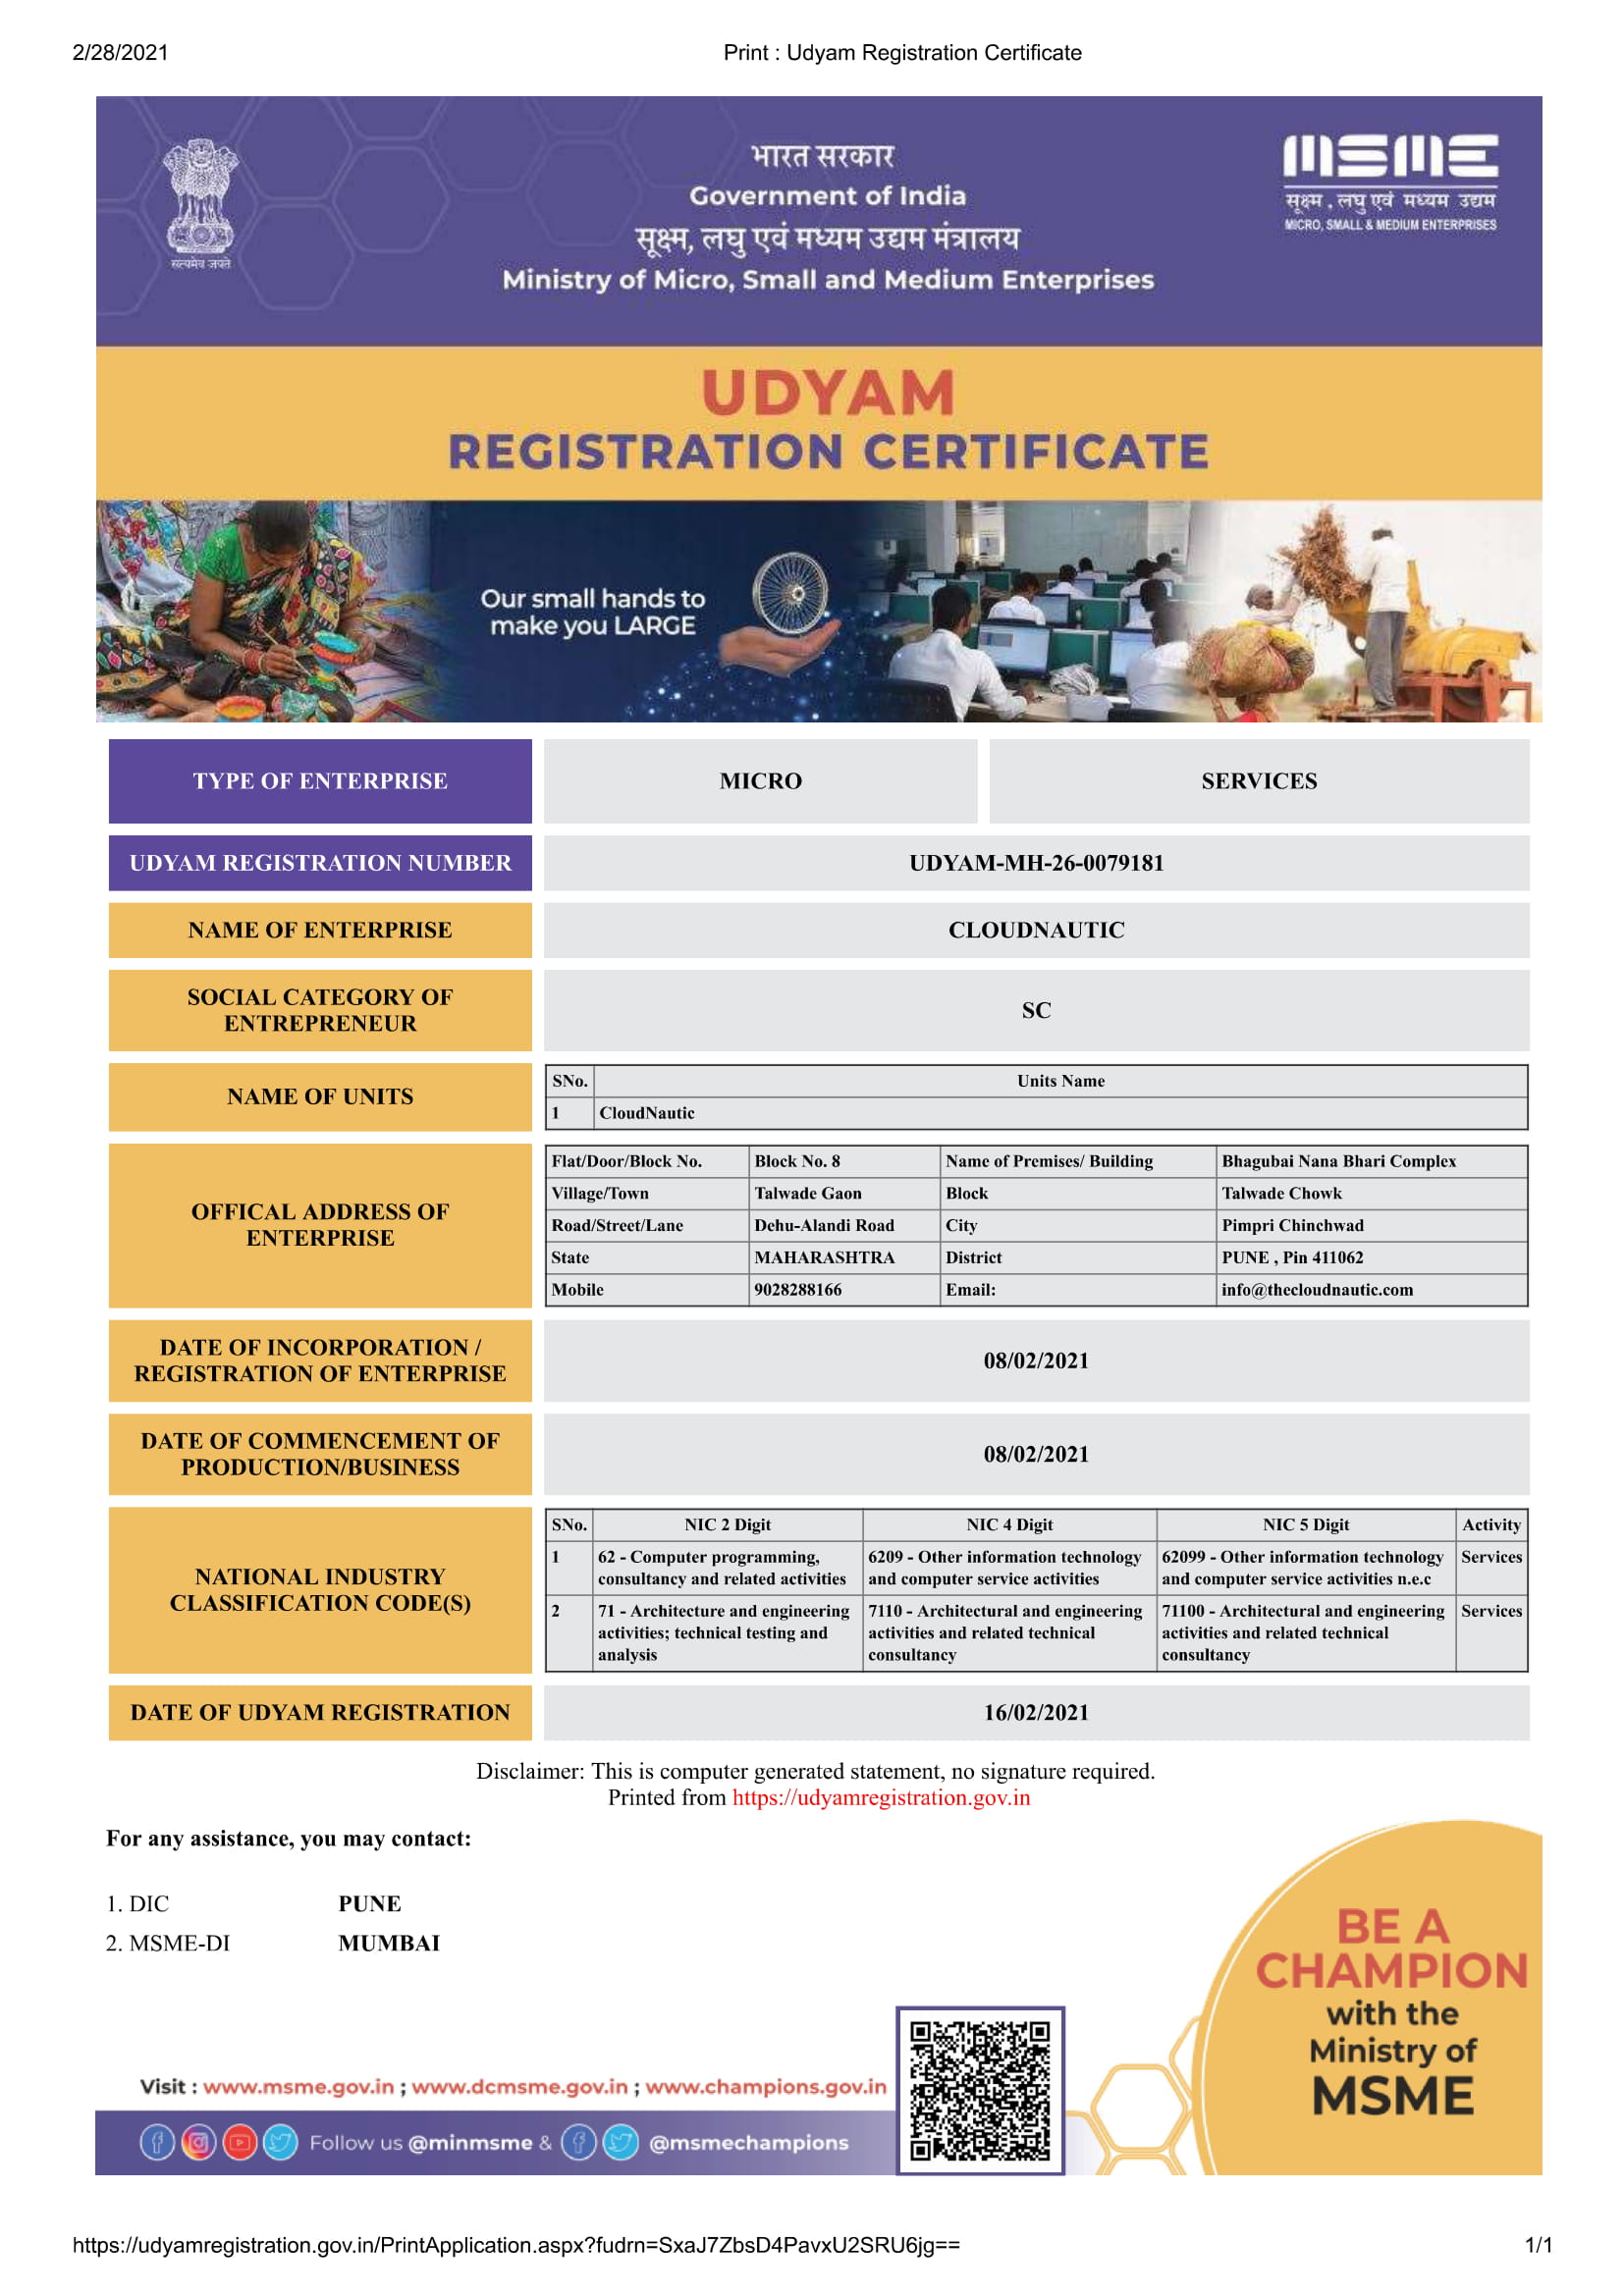 2/28/2021 Print : Udyam Registration Certificate
सत्यमेव जयते
भारत सरकार
Government of India
सूक्ष्म, लघु एवं मध्यम उद्यम मंत्रालय
Ministry of Micro, Small and Medium Enterprises
MSME
सूक्ष्म , लघु एवं मध्यम उद्यम
MICRO, SMALL & MEDIUM ENTERPRISES
UDYAM
REGISTRATION CERTIFICATE
Our small hands to
make you LARGE
TYPE OF ENTERPRISE MICRO SERVICES
UDYAM REGISTRATION NUMBER UDYAM-MH-26-0079181
NAME OF ENTERPRISE CLOUDNAUTIC
SOCIAL CATEGORY OF
ENTREPRENEUR
SC
NAME OF UNITS
SNo. Units Name
1 CloudNautic
OFFICAL ADDRESS OF
ENTERPRISE
Flat/Door/Block No. Block No. 8 Name of Premises/ Building Bhagubai Nana Bhari Complex
Village/Town Talwade Gaon Block Talwade Chowk
Road/Street/Lane Dehu-Alandi Road City Pimpri Chinchwad
State MAHARASHTRA District PUNE , Pin 411062
Mobile 9028288166 Email: info@thecloudnautic.com
DATE OF INCORPORATION /
REGISTRATION OF ENTERPRISE
08/02/2021
DATE OF COMMENCEMENT OF
PRODUCTION/BUSINESS
08/02/2021
NATIONAL INDUSTRY
CLASSIFICATION CODE(S)
SNo. NIC 2 Digit NIC 4 Digit NIC 5 Digit Activity
1 62 - Computer programming, 6209 - Other information technology 62099 - Other information technology Services
consultancy and related activities and computer service activities and computer service activities n.e.c
2 71 - Architecture and engineering 7110 - Architectural and engineering 71100 - Architectural and engineering Services
activities; technical testing and activities and related technical activities and related technical
analysis consultancy consultancy
DATE OF UDYAM REGISTRATION 16/02/2021
Disclaimer: This is computer generated statement, no signature required.
Printed from https://udyamregistration.gov.in
For any assistance, you may contact:
1. DIC PUNE
2. MSME-DI MUMBAI
BE A
CHAMPION
with the
Ministry of
MSME
Visit : www.msme.gov.in ; www.dcmsme.gov.in ; www.champions.gov.in
Follow us @minmsme & @msmechampions
https://udyamregistration.gov.in/PrintApplication.aspx?fudrn=SxaJ7ZbsD4PavxU2SRU6jg== 1/1